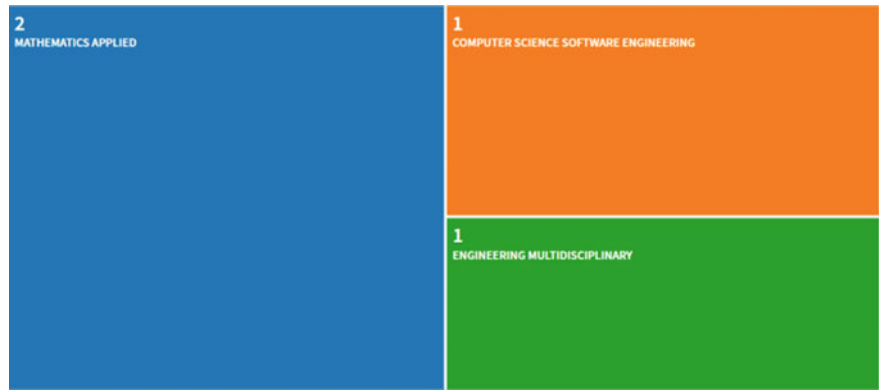 2
MATHEMATICS APPLIED
1
COMPUTER SCIENCE SOFTWARE ENGINEERING
1
ENGINEERING MULTIDISCIPLINARY